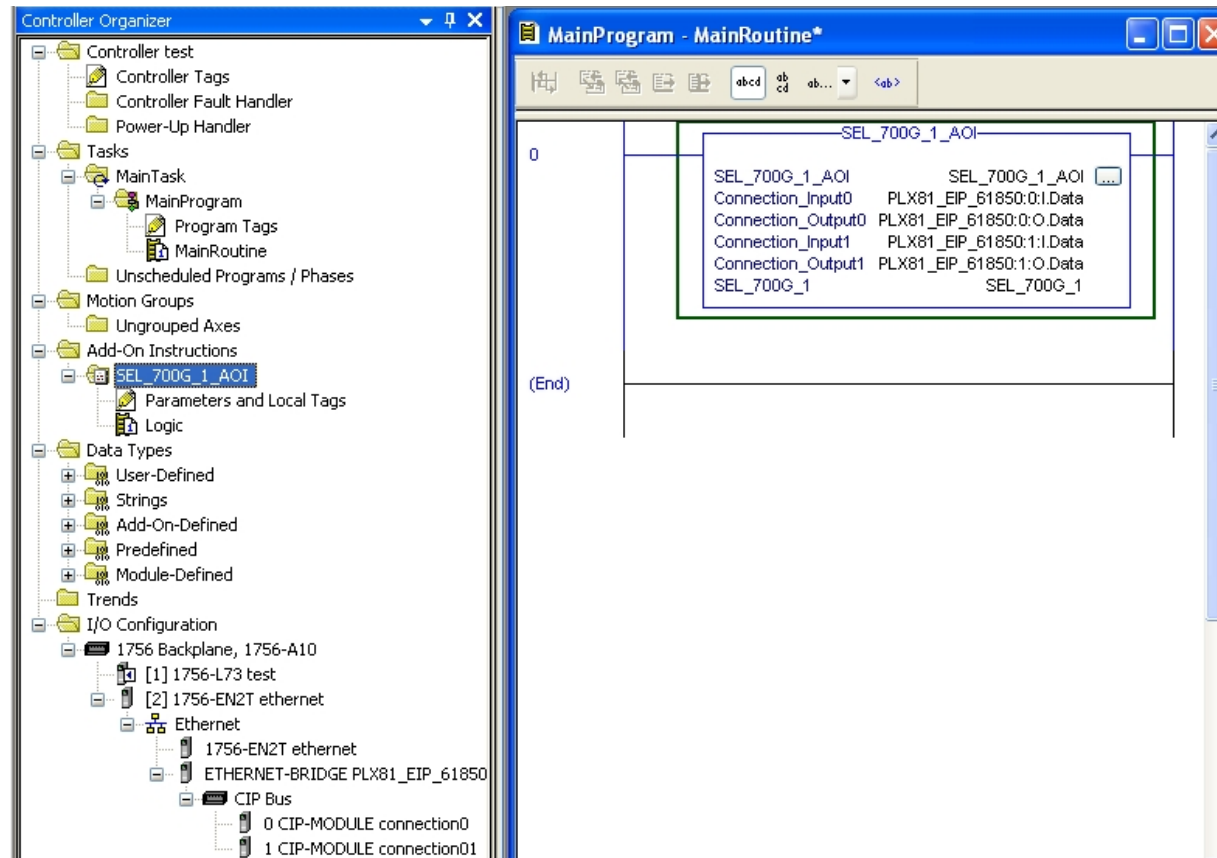 Controller Organizer
Controller test
Controller Tags
Controller Fault Handler
Power-Up Handler
Tasks
MainTask
MainProgram
Program Tags
MainRoutine
Unscheduled Programs / Phases
Motion Groups
Ungrouped Axes
Add-On Instructions
SEL_700G_1_AOI
Parameters and Local Tags
Logic
Data Types
User-Defined
Strings
Add-On-Defined
Predefined
Module-Defined
Trends
I/O Configuration
1756 Backplane, 1756-A10
[1] 1756-L73 test
[2] 1756-EN2T ethernet
Ethernet
1756-EN2T ethernet
ETHERNET-BRIDGE PLX81_EIP_61850
CIP Bus
0 CIP-MODULE connection0
1 CIP-MODULE connection01
MainProgram - MainRoutine*
abcd ab cd ab... <ab>
0
SEL_700G_1_AOI
SEL_700G_1_AOI SEL_700G_1_AOI ...
Connection_Input0 PLX81_EIP_61850:0:I.Data
Connection_Output0 PLX81_EIP_61850:0:O.Data
Connection_Input1 PLX81_EIP_61850:1:I.Data
Connection_Output1 PLX81_EIP_61850:1:O.Data
SEL_700G_1 SEL_700G_1
(End)